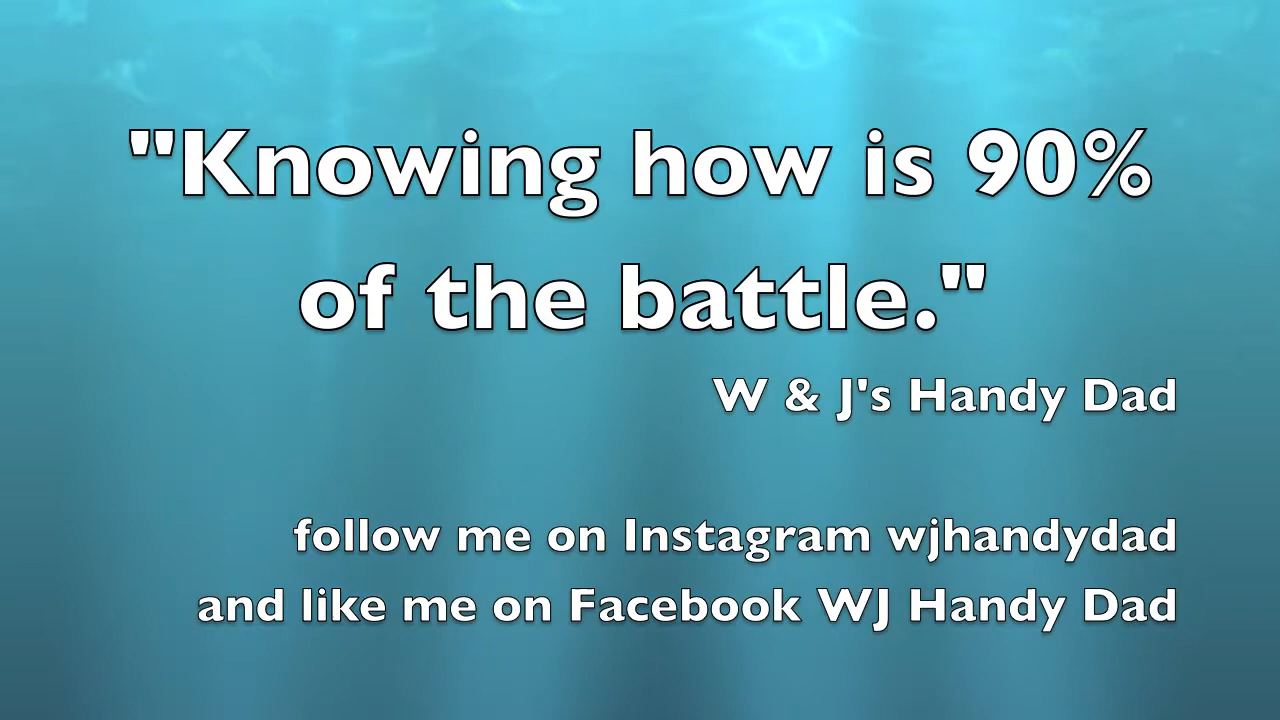 "Knowing how is 90%
of the battle."
W & J's Handy Dad
follow me on Instagram wjhandydad
and like me on Facebook WJ Handy Dad